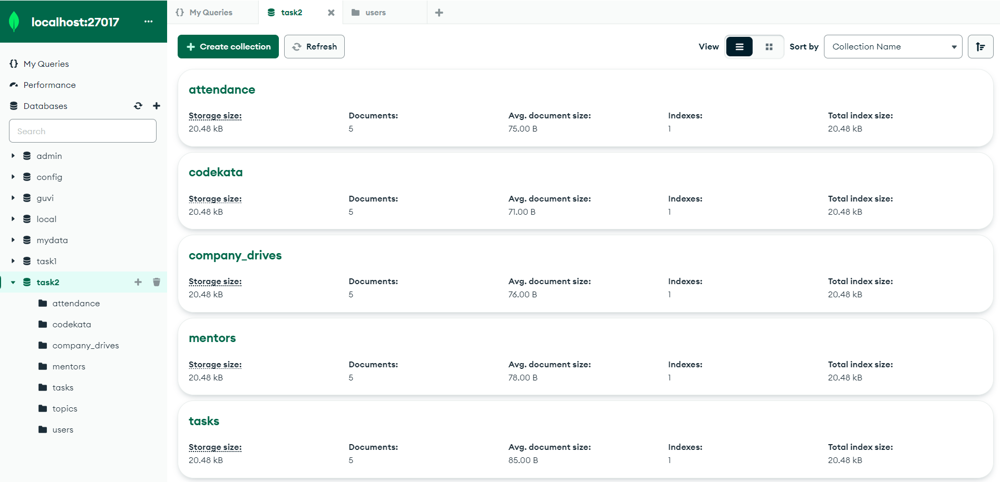 localhost:27017
My Queries
task2
users
Create collection
Refresh
View
Sort by
Collection Name
My Queries
Performance
Databases
Search
admin
config
guvi
local
mydata
task1
task2
attendance
codekata
company_drives
mentors
tasks
topics
users
attendance
Storage size: Documents: Avg. document size: Indexes: Total index size:
20.48 kB 5 75.00 B 1 20.48 kB
codekata
Storage size: Documents: Avg. document size: Indexes: Total index size:
20.48 kB 5 71.00 B 1 20.48 kB
company_drives
Storage size: Documents: Avg. document size: Indexes: Total index size:
20.48 kB 5 76.00 B 1 20.48 kB
mentors
Storage size: Documents: Avg. document size: Indexes: Total index size:
20.48 kB 5 78.00 B 1 20.48 kB
tasks
Storage size: Documents: Avg. document size: Indexes: Total index size:
20.48 kB 5 85.00 B 1 20.48 kB